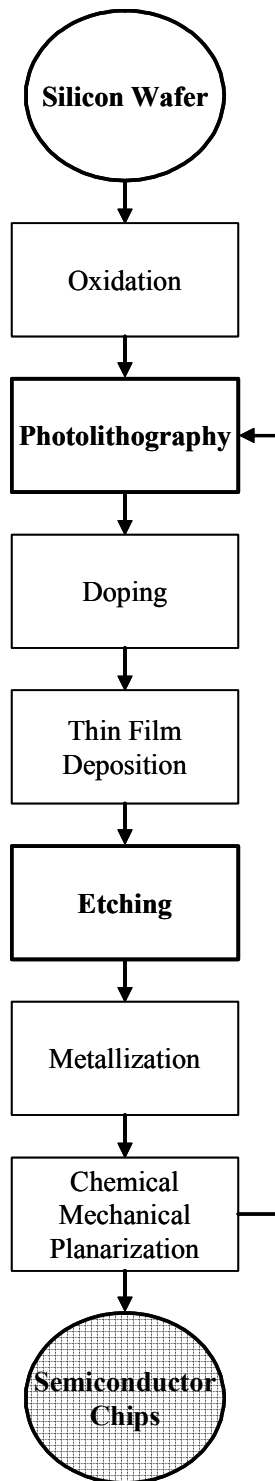 Silicon Wafer
Oxidation
Photolithography
Doping
Thin Film
Deposition
Etching
Metallization
Chemical
Mechanical
Planarization
Semiconductor
Chips